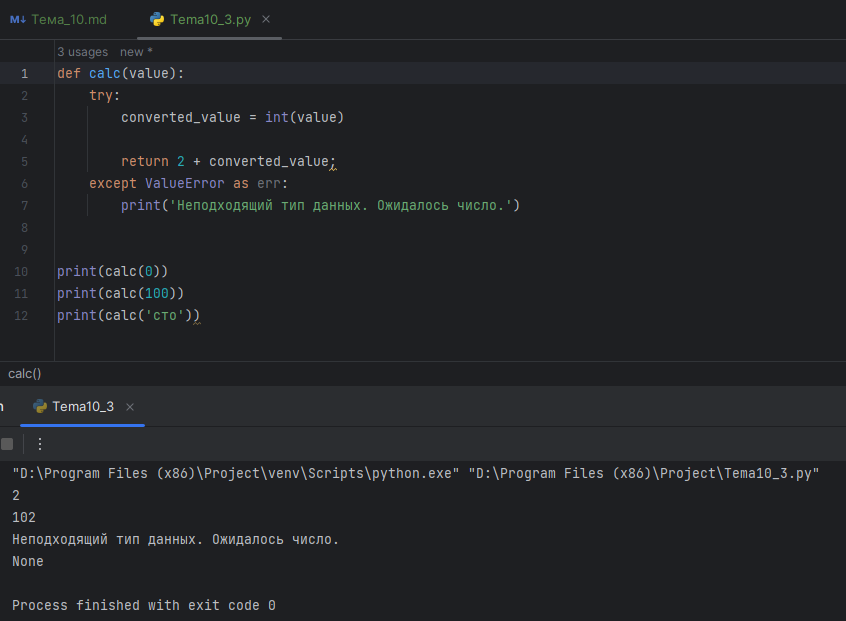 M↓ Тема_10.md Tema10_3.py ×
3 usages new *
1 def calc(value):
2 try:
3 converted_value = int(value)
4
5 return 2 + converted_value;
6 except ValueError as err:
7 print('Неподходящий тип данных. Ожидалось число.')
8
9
10 print(calc(0))
11 print(calc(100))
12 print(calc('сто'))
calc()
Tema10_3 ×
"D:\Program Files (x86)\Project\venv\Scripts\python.exe" "D:\Program Files (x86)\Project\Tema10_3.py"
2
102
Неподходящий тип данных. Ожидалось число.
None
Process finished with exit code 0